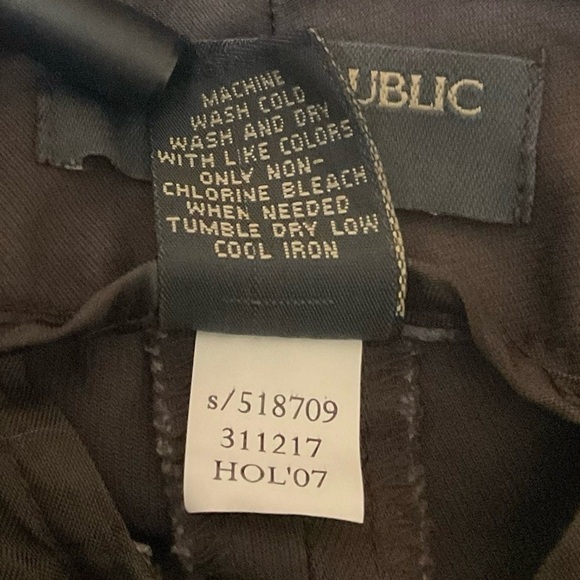 UBLIC
MACHINE
WASH COLD
WASH AND DRY
WITH LIKE COLORS
ONLY NON-
CHLORINE BLEACH
WHEN NEEDED
TUMBLE DRY LOW
COOL IRON
s/518709
311217
HOL'07